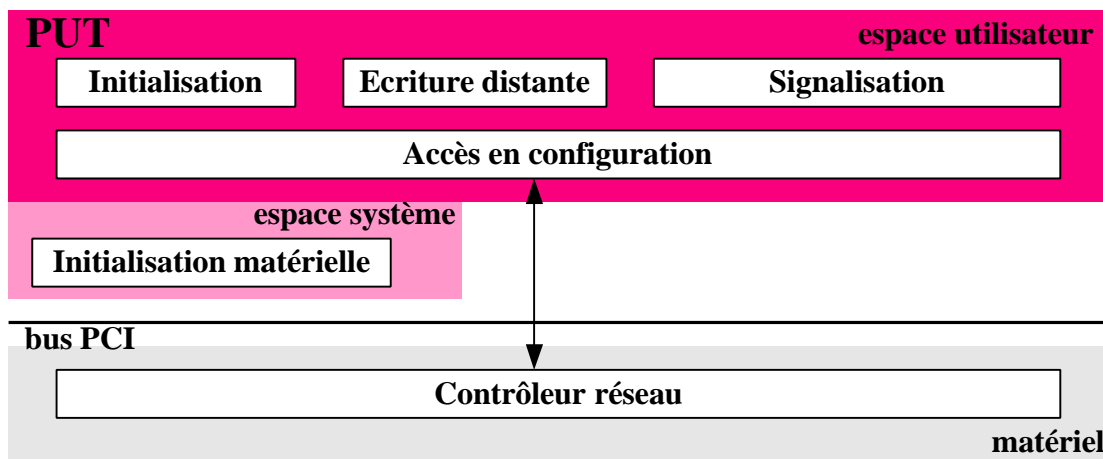 PUT
espace utilisateur
Initialisation
Ecriture distante
Signalisation
Accès en configuration
espace système
Initialisation matérielle
bus PCI
Contrôleur réseau
matériel